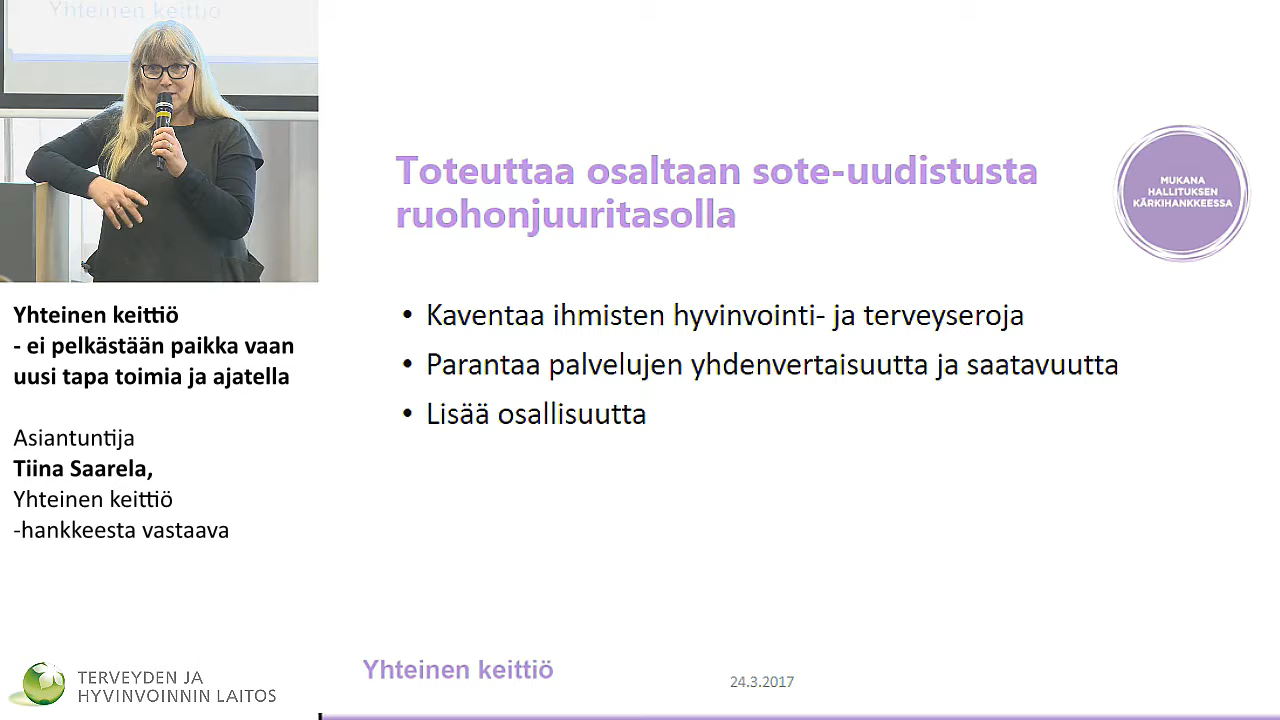 Yhteinen keittiö
Toteuttaa osaltaan sote-uudistusta
ruohonjuuritasolla
MUKANA
HALLITUKSEN
KÄRKIHANKKEESSA
• Kaventaa ihmisten hyvinvointi- ja terveyseroja
• Parantaa palvelujen yhdenvertaisuutta ja saatavuutta
• Lisää osallisuutta
Yhteinen keittiö
- ei pelkästään paikka vaan
uusi tapa toimia ja ajatella
Asiantuntija
Tiina Saarela,
Yhteinen keittiö
-hankkeesta vastaava
TERVEYDEN JA
HYVINVOINNIN LAITOS
Yhteinen keittiö
24.3.2017